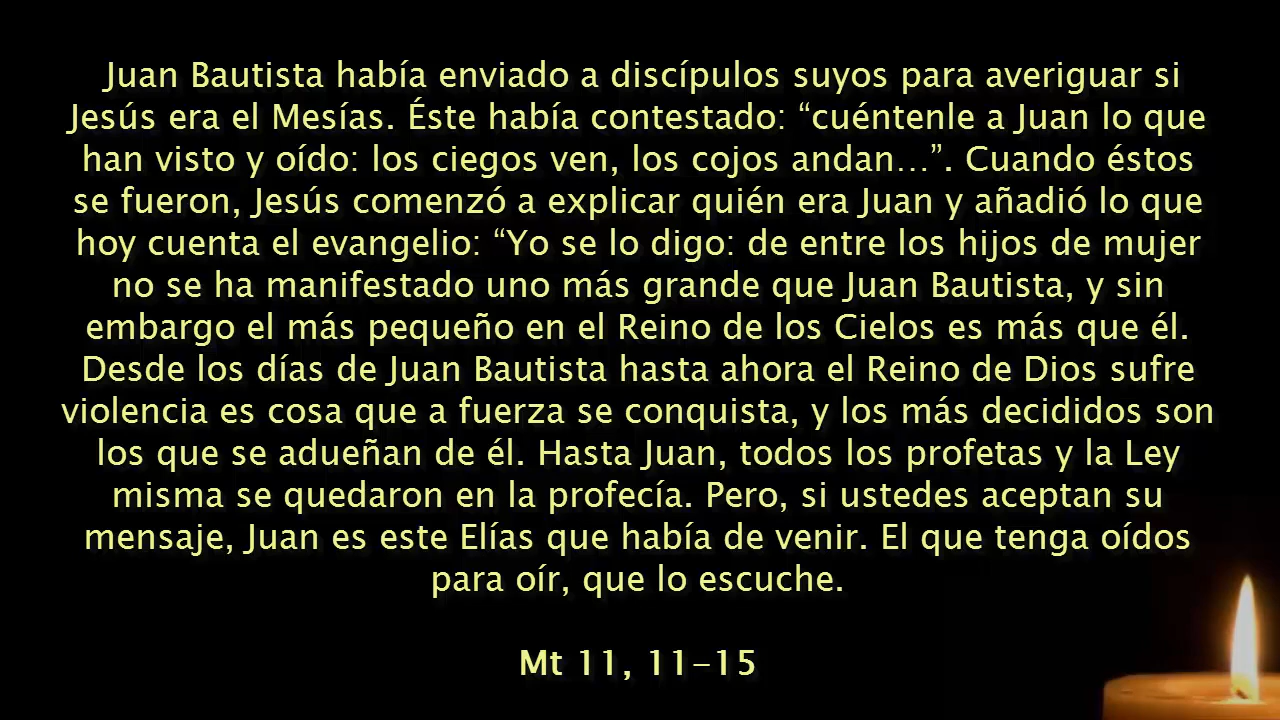 Juan Bautista había enviado a discípulos suyos para averiguar si
Jesús era el Mesías. Éste había contestado: “cuéntenle a Juan lo que
han visto y oído: los ciegos ven, los cojos andan…”. Cuando éstos
se fueron, Jesús comenzó a explicar quién era Juan y añadió lo que
hoy cuenta el evangelio: “Yo se lo digo: de entre los hijos de mujer
no se ha manifestado uno más grande que Juan Bautista, y sin
embargo el más pequeño en el Reino de los Cielos es más que él.
Desde los días de Juan Bautista hasta ahora el Reino de Dios sufre
violencia es cosa que a fuerza se conquista, y los más decididos son
los que se adueñan de él. Hasta Juan, todos los profetas y la Ley
misma se quedaron en la profecía. Pero, si ustedes aceptan su
mensaje, Juan es este Elías que había de venir. El que tenga oídos
para oír, que lo escuche.
Mt 11, 11-15